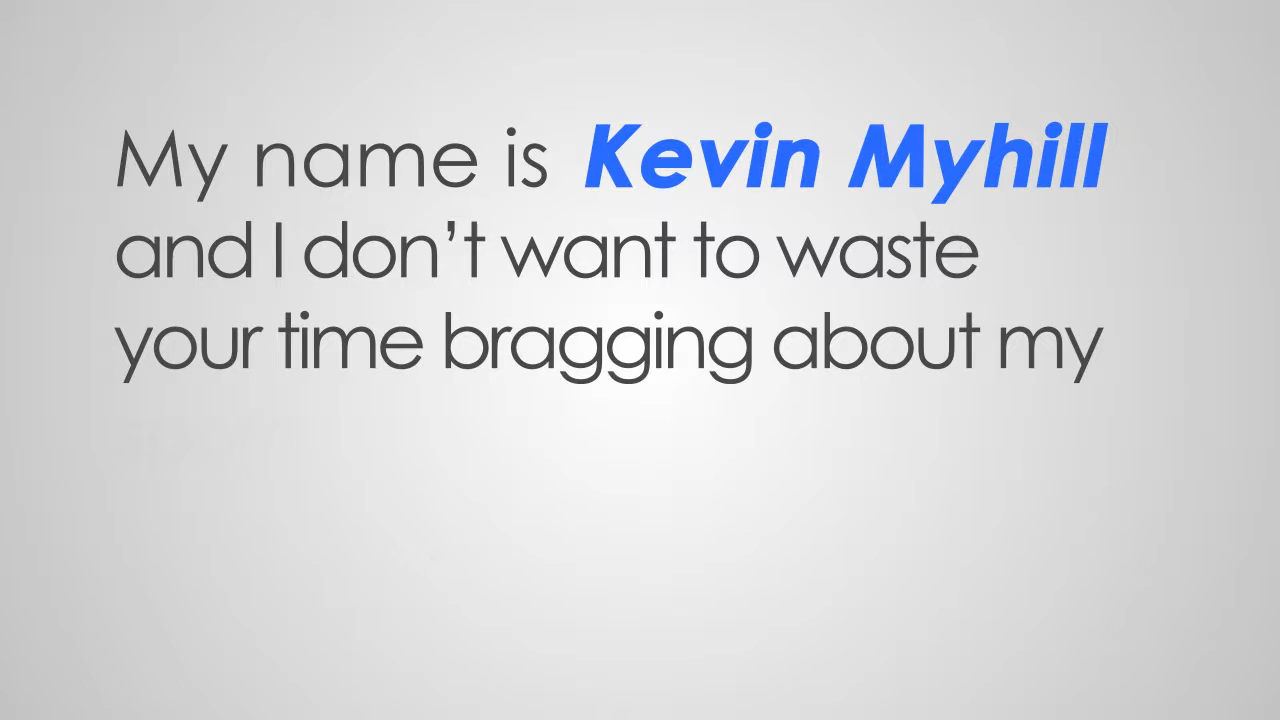 My name is Kevin Myhill
and I don’t want to waste
your time bragging about my